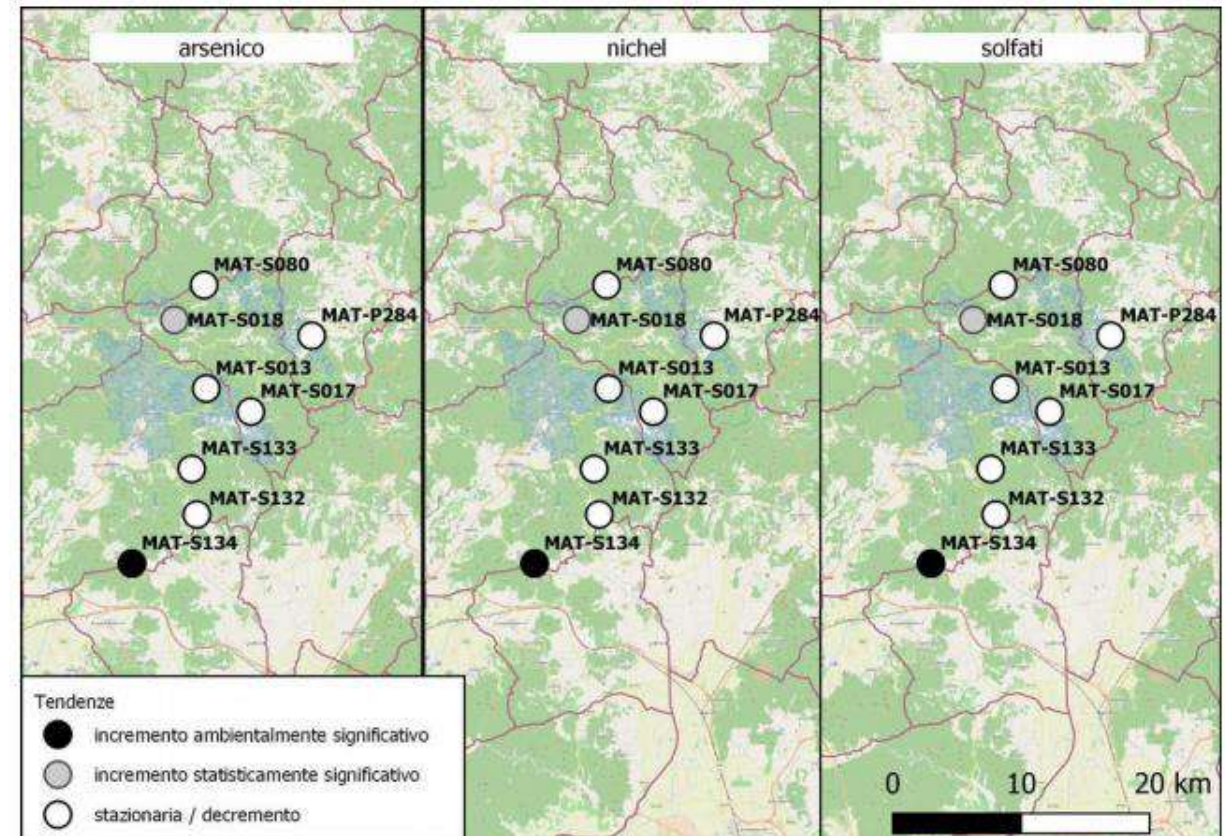 arsenico
MAT-S080
MAT-S018
MAT-P284
MAT-S013
MAT-S017
MAT-S133
MAT-S132
MAT-S134
nichel
MAT-S080
MAT-S018
MAT-P284
MAT-S013
MAT-S017
MAT-S133
MAT-S132
MAT-S134
solfati
MAT-S080
MAT-S018
MAT-P284
MAT-S013
MAT-S017
MAT-S133
MAT-S132
MAT-S134
Tendenze
incremento ambientalmente significativo
incremento statisticamente significativo
stazionaria / decremento
0 10 20 km